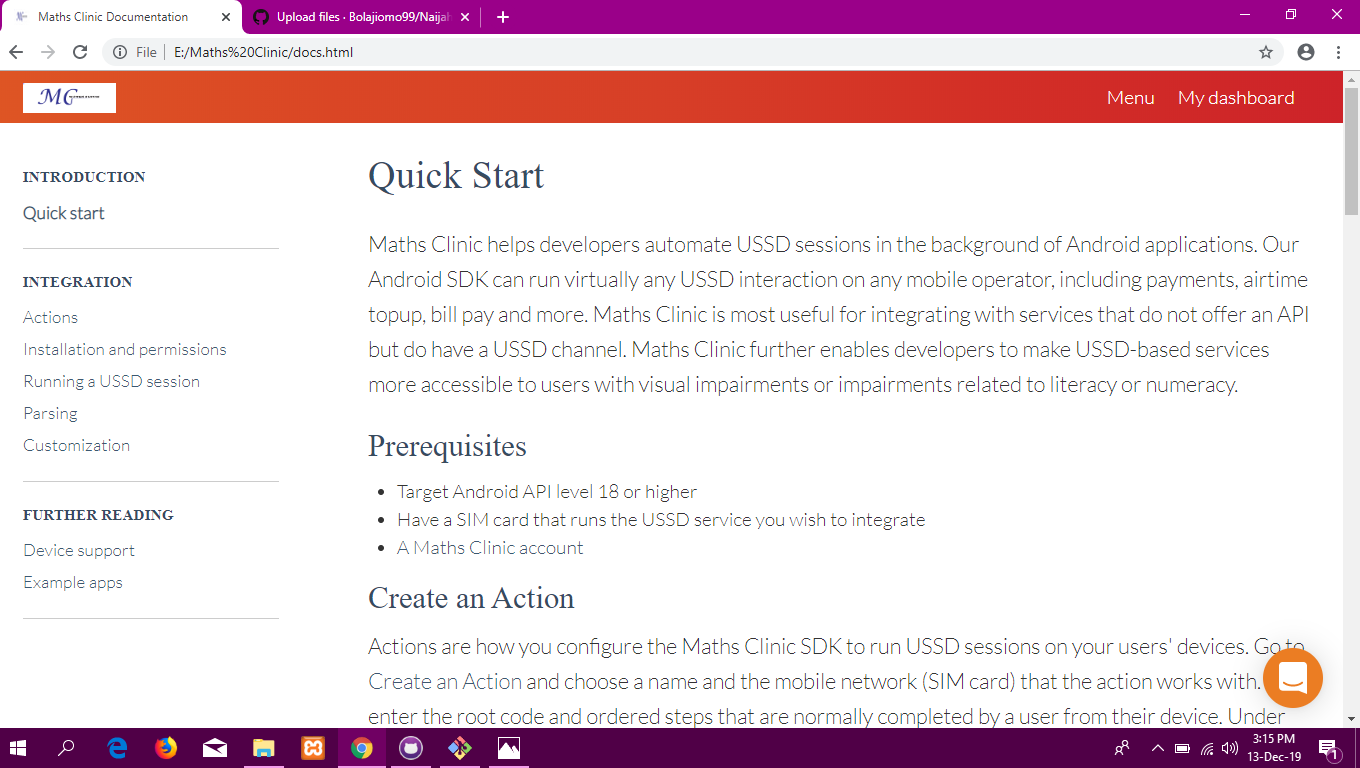 Maths Clinic Documentation
Upload files · Bolajiomo99/Naijah
File
E:/Maths%20Clinic/docs.html
MG
Menu
My dashboard
INTRODUCTION
Quick start
INTEGRATION
Actions
Installation and permissions
Running a USSD session
Parsing
Customization
FURTHER READING
Device support
Example apps
Quick Start
Maths Clinic helps developers automate USSD sessions in the background of Android applications. Our
Android SDK can run virtually any USSD interaction on any mobile operator, including payments, airtime
topup, bill pay and more. Maths Clinic is most useful for integrating with services that do not offer an API
but do have a USSD channel. Maths Clinic further enables developers to make USSD-based services
more accessible to users with visual impairments or impairments related to literacy or numeracy.
Prerequisites
Target Android API level 18 or higher
Have a SIM card that runs the USSD service you wish to integrate
A Maths Clinic account
Create an Action
Actions are how you configure the Maths Clinic SDK to run USSD sessions on your users' devices. Go to
Create an Action and choose a name and the mobile network (SIM card) that the action works with.
enter the root code and ordered steps that are normally completed by a user from their device. Under
3:15 PM
13-Dec-19
1